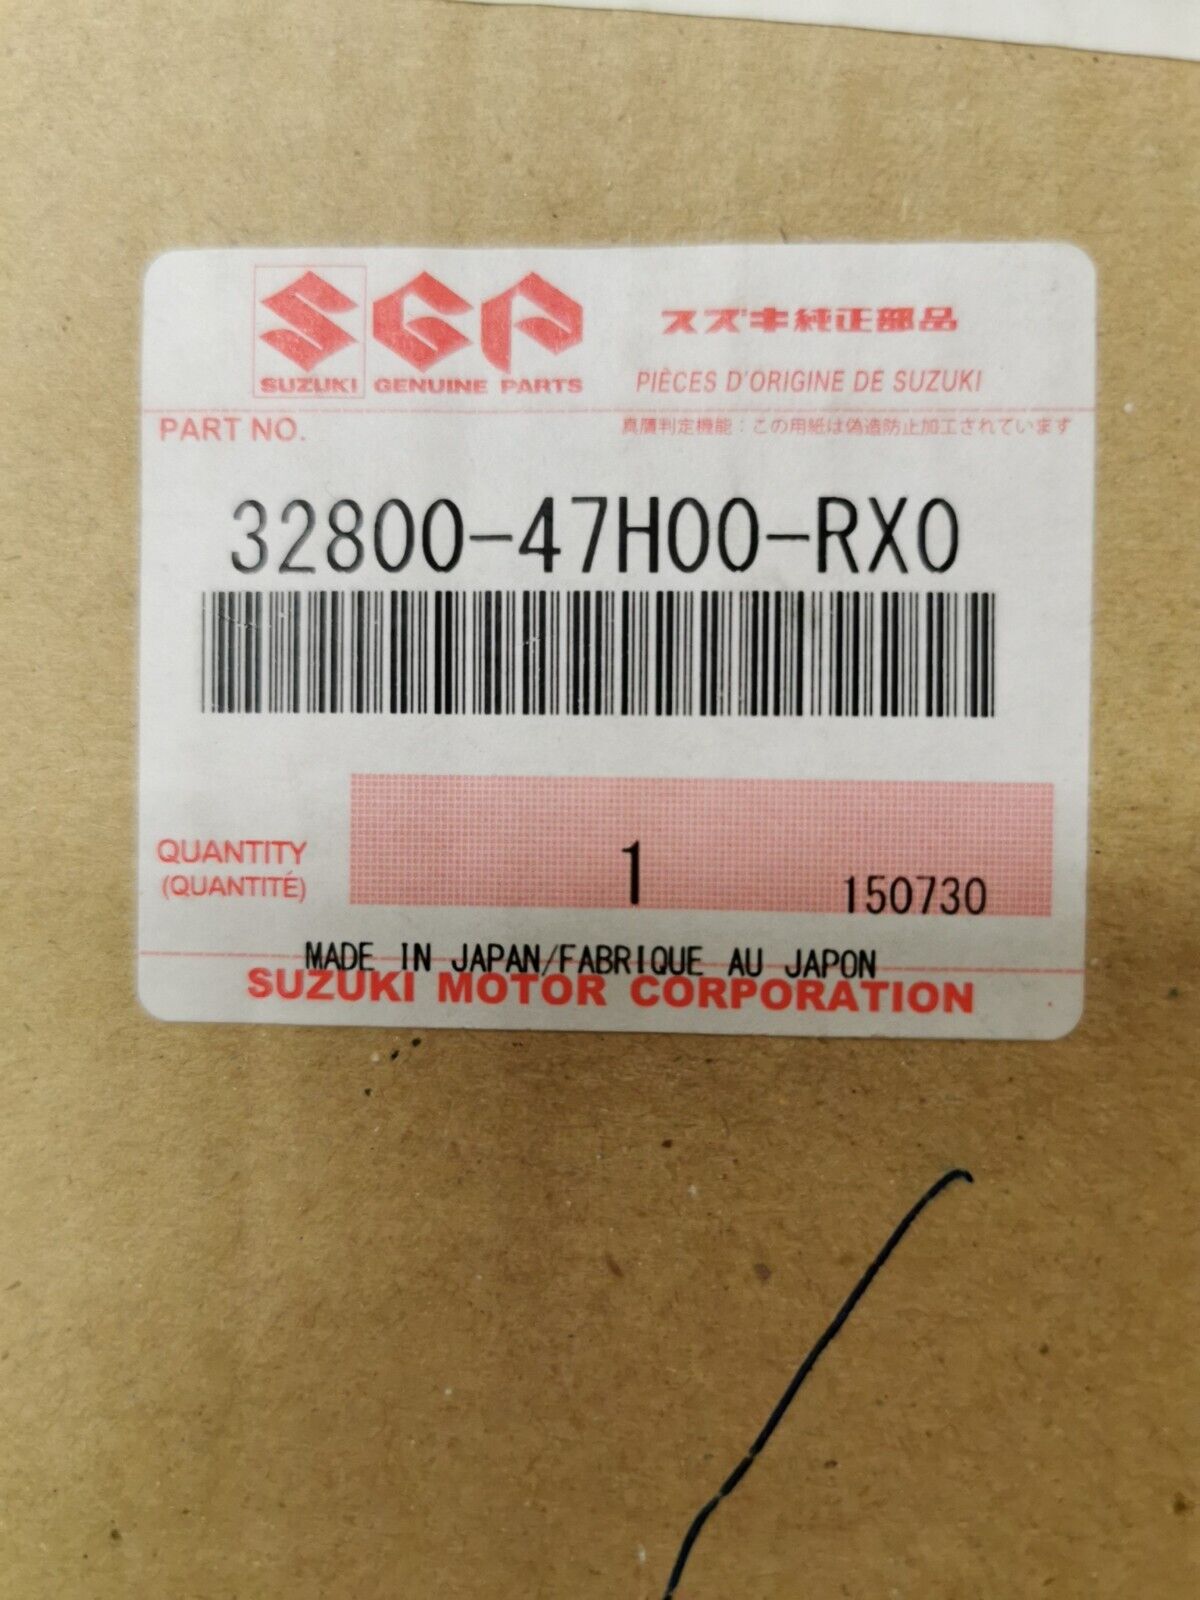 SGP
SUZUKI GENUINE PARTS
スズキ純正部品
PIÈCES D'ORIGINE DE SUZUKI
PART NO.
真贋判定機能：この用紙は偽造防止加工されています
32800-47H00-RX0
QUANTITY
(QUANTITÉ)
1
150730
MADE IN JAPAN/FABRIQUE AU JAPON
SUZUKI MOTOR CORPORATION